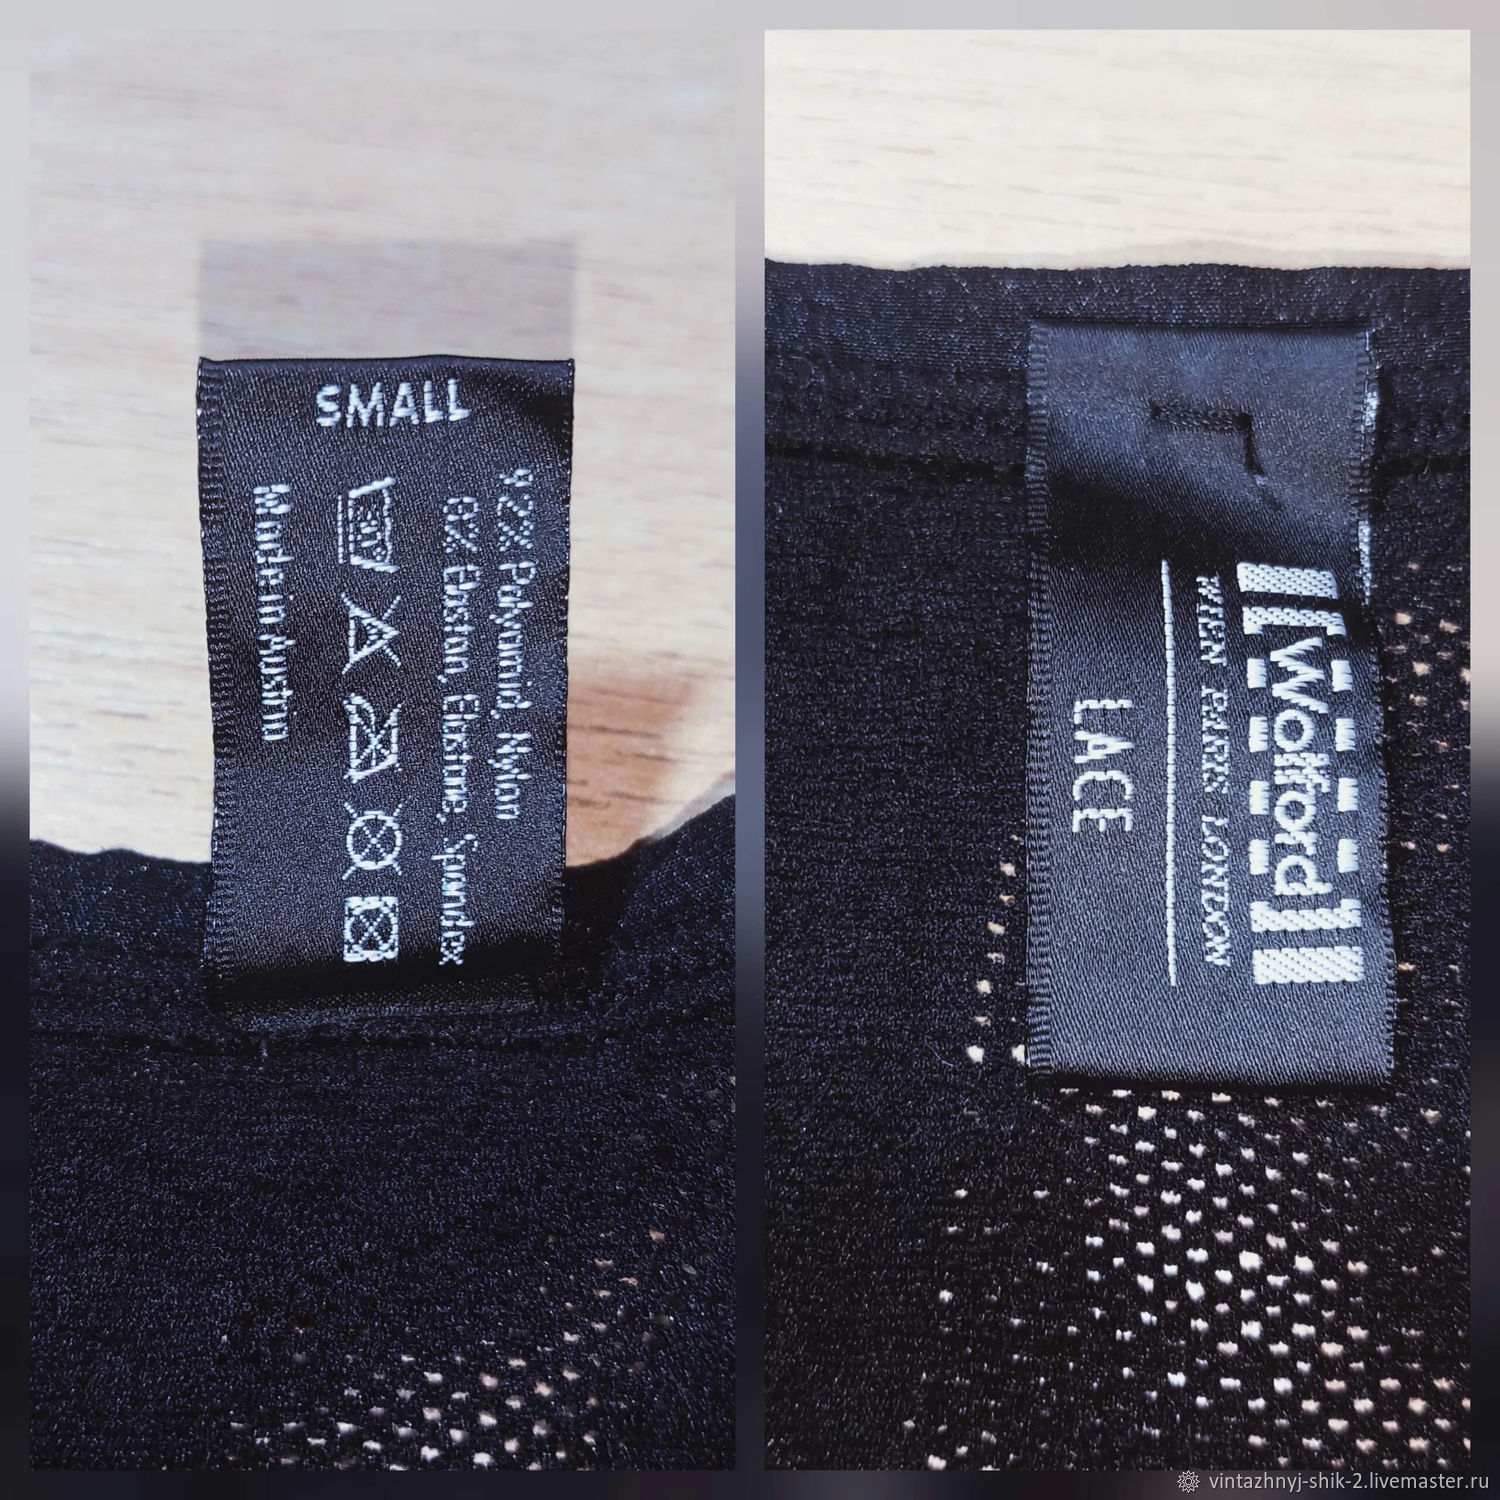 SMALL
92% Polyamid, Nylon
8% Elastan, Elastane, Spandex
Made in Austria
Wolford
WIEN PARIS LONDON
LACE
vintazhnyj-shik-2.livemaster.ru